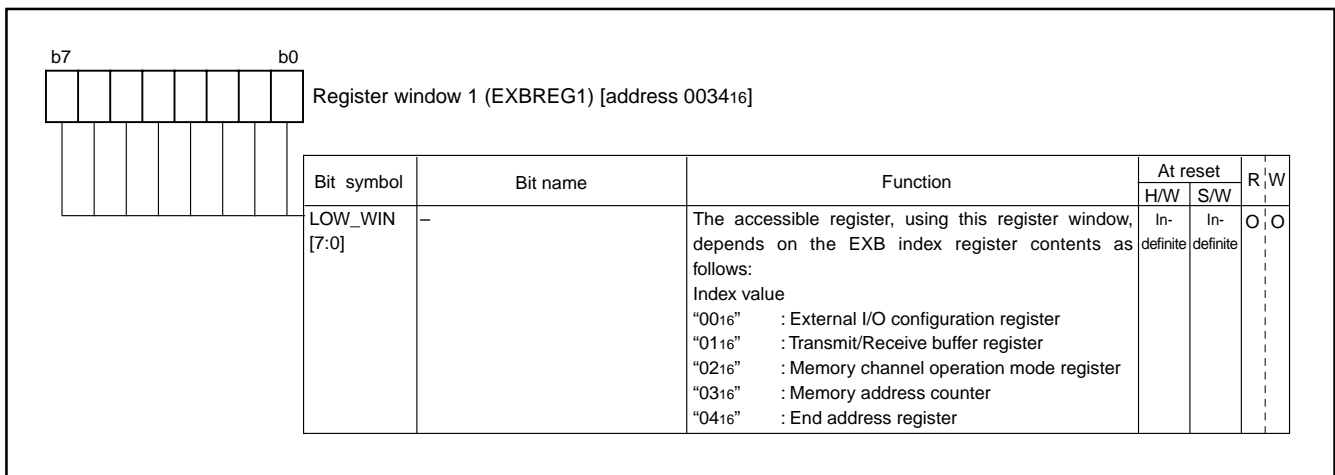 b7 b0
Register window 1 (EXBREG1) [address 003416]
Bit symbol Bit name Function At reset R W
H/W S/W
LOW_WIN – The accessible register, using this register window, In- In- O O
[7:0] depends on the EXB index register contents as definite definite
follows:
Index value
“0016” : External I/O configuration register
“0116” : Transmit/Receive buffer register
“0216” : Memory channel operation mode register
“0316” : Memory address counter
“0416” : End address register